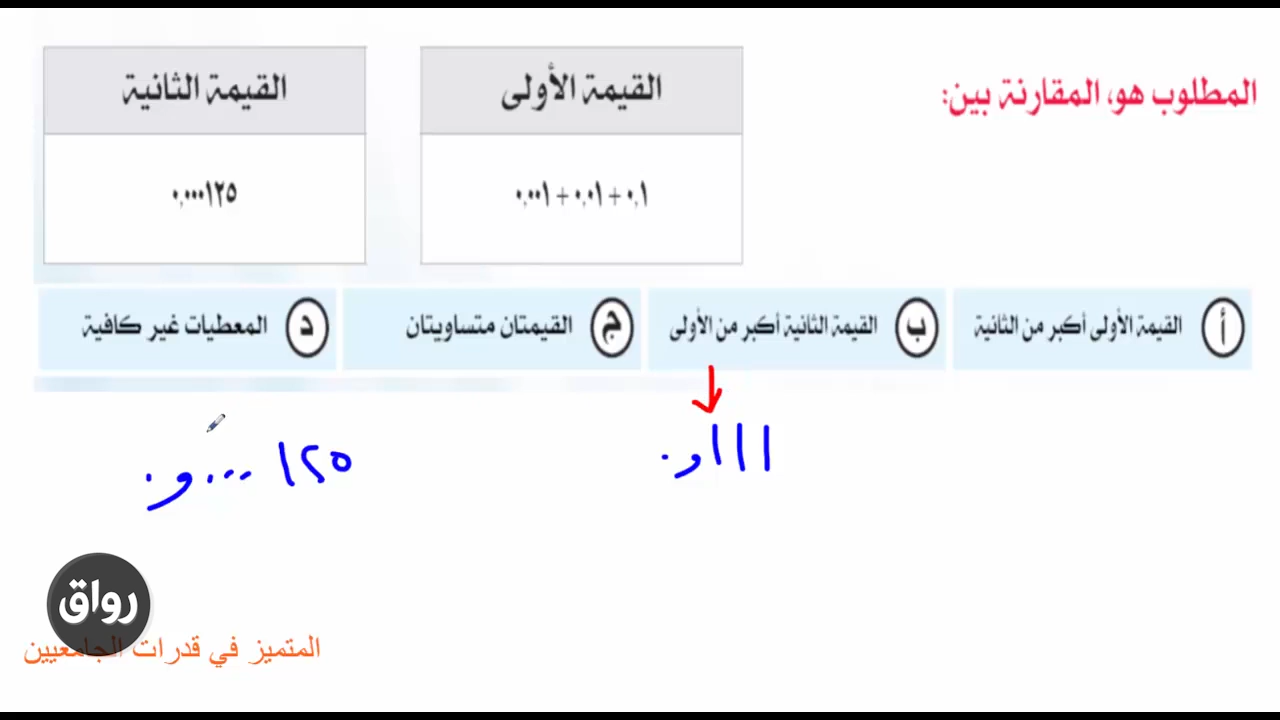 المطلوب هو، المقارنة بين:
القيمة الأولى
٠,١ + ٠,٠١ + ٠,٠٠١
القيمة الثانية
٠,٠٠٠١٢٥
أ القيمة الأولى أكبر من الثانية
ب القيمة الثانية أكبر من الأولى
ج القيمتان متساويتان
د المعطيات غير كافية
٠,١١١
٠,٠٠٠١٢٥
رواق
المتميز في قدرات الجامعيين